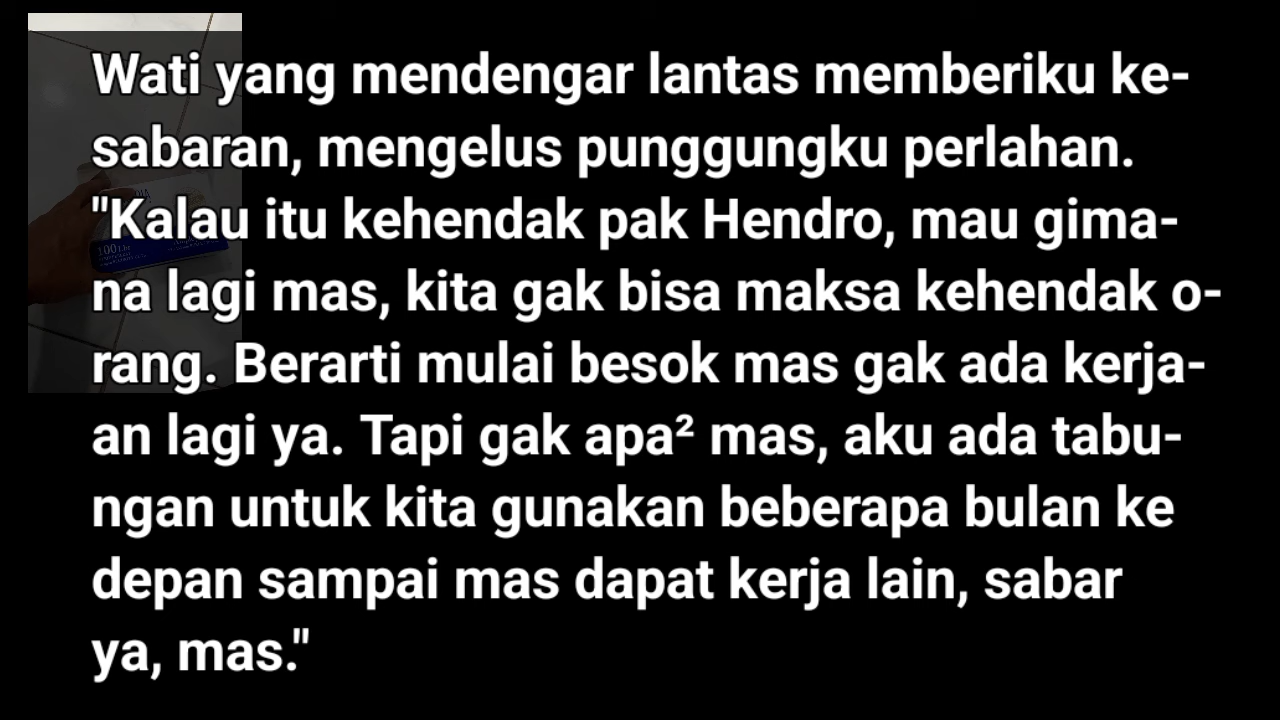 Wati yang mendengar lantas memberiku ke-
sabaran, mengelus punggungku perlahan.
"Kalau itu kehendak pak Hendro, mau gima-
na lagi mas, kita gak bisa maksa kehendak o-
rang. Berarti mulai besok mas gak ada kerja-
an lagi ya. Tapi gak apa² mas, aku ada tabu-
ngan untuk kita gunakan beberapa bulan ke
depan sampai mas dapat kerja lain, sabar
ya, mas."